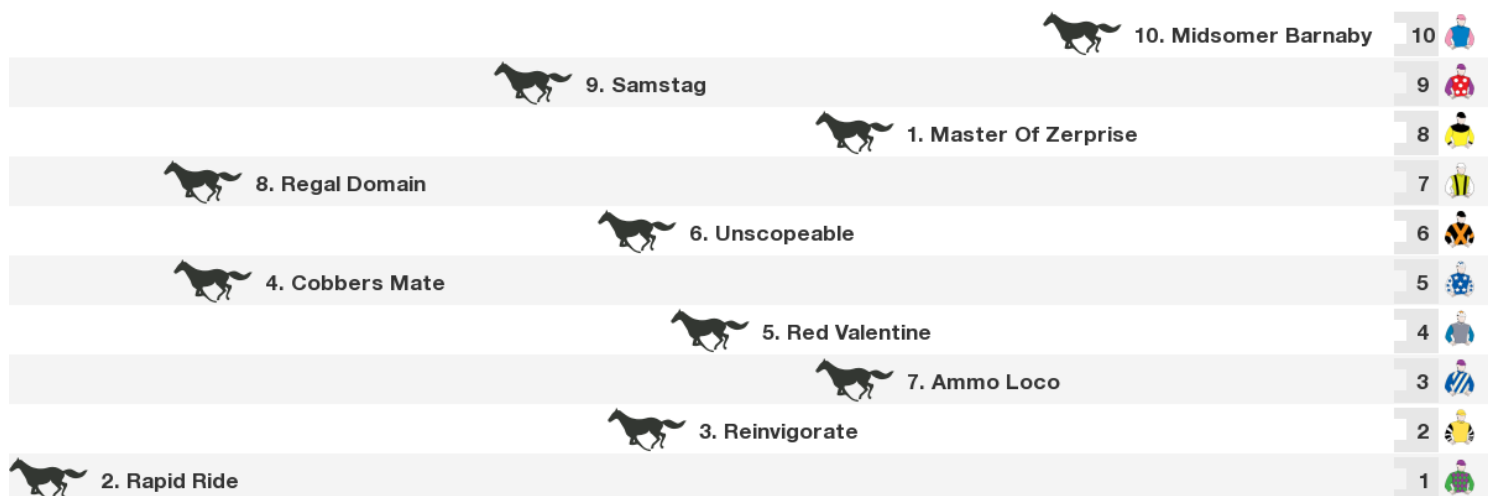 10. Midsomer Barnaby 10
9. Samstag 9
1. Master Of Zerprise 8
8. Regal Domain 7
6. Unscopeable 6
4. Cobbers Mate 5
5. Red Valentine 4
7. Ammo Loco 3
3. Reinvigorate 2
2. Rapid Ride 1